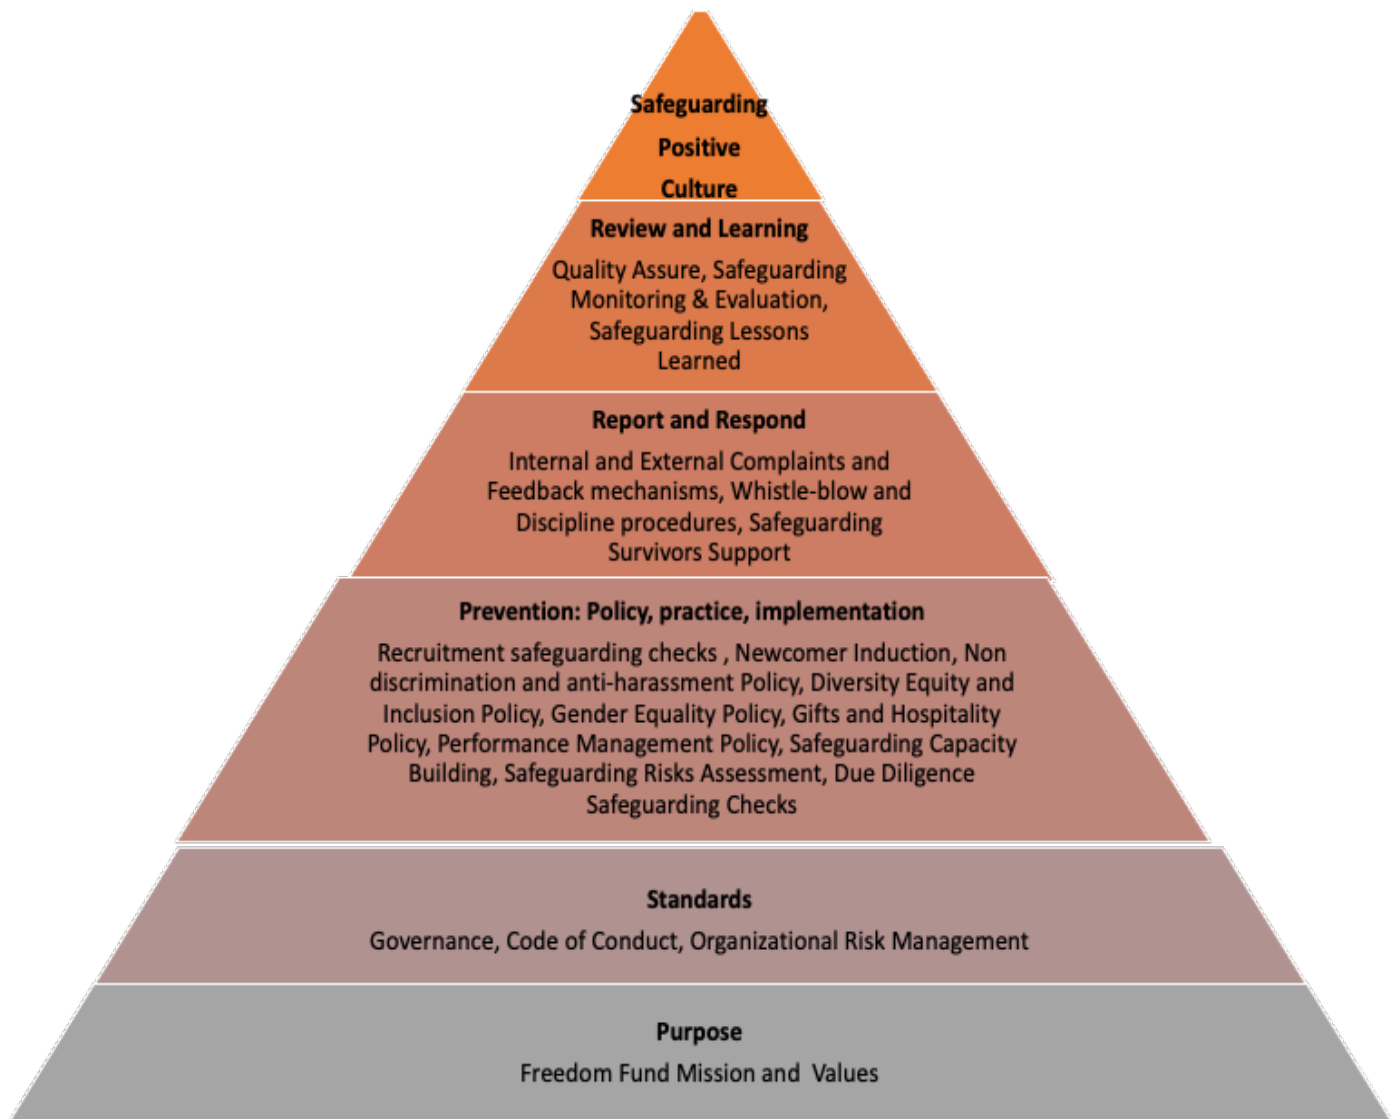 Safeguarding
Positive
Culture
Review and Learning
Quality Assure, Safeguarding
Monitoring & Evaluation,
Safeguarding Lessons
Learned
Report and Respond
Internal and External Complaints and
Feedback mechanisms, Whistle-blow and
Discipline procedures, Safeguarding
Survivors Support
Prevention: Policy, practice, implementation
Recruitment safeguarding checks , Newcomer Induction, Non
discrimination and anti-harassment Policy, Diversity Equity and
Inclusion Policy, Gender Equality Policy, Gifts and Hospitality
Policy, Performance Management Policy, Safeguarding Capacity
Building, Safeguarding Risks Assessment, Due Diligence
Safeguarding Checks
Standards
Governance, Code of Conduct, Organizational Risk Management
Purpose
Freedom Fund Mission and  Values